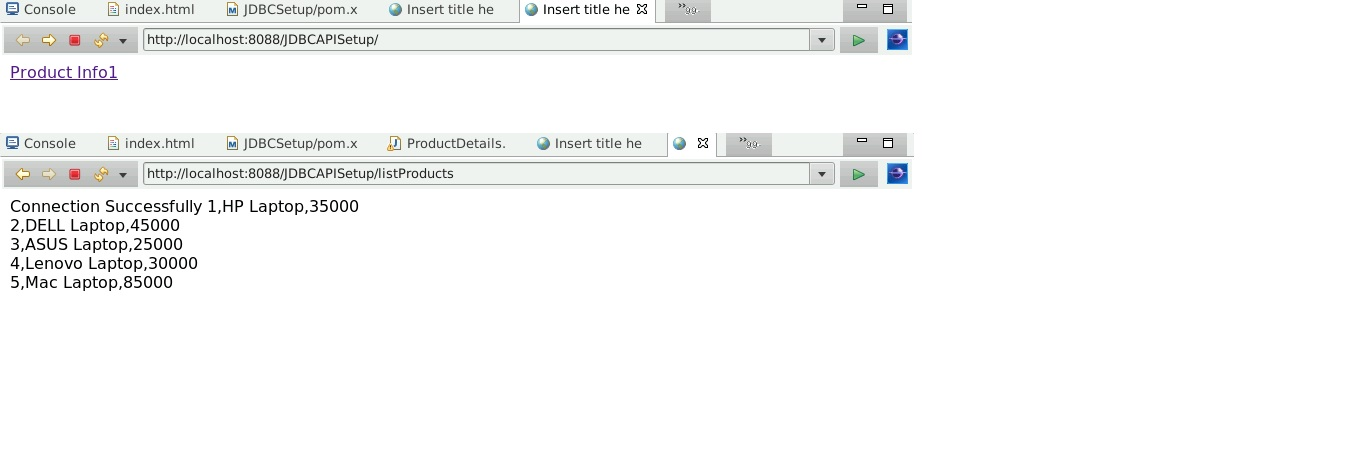 Console index.html JDBCSetup/pom.x Insert title he Insert title he
http://localhost:8088/JDBCAPISetup/
Product Info1
Console index.html JDBCSetup/pom.x ProductDetails. Insert title he
http://localhost:8088/JDBCAPISetup/listProducts
Connection Successfully 1,HP Laptop,35000
2,DELL Laptop,45000
3,ASUS Laptop,25000
4,Lenovo Laptop,30000
5,Mac Laptop,85000